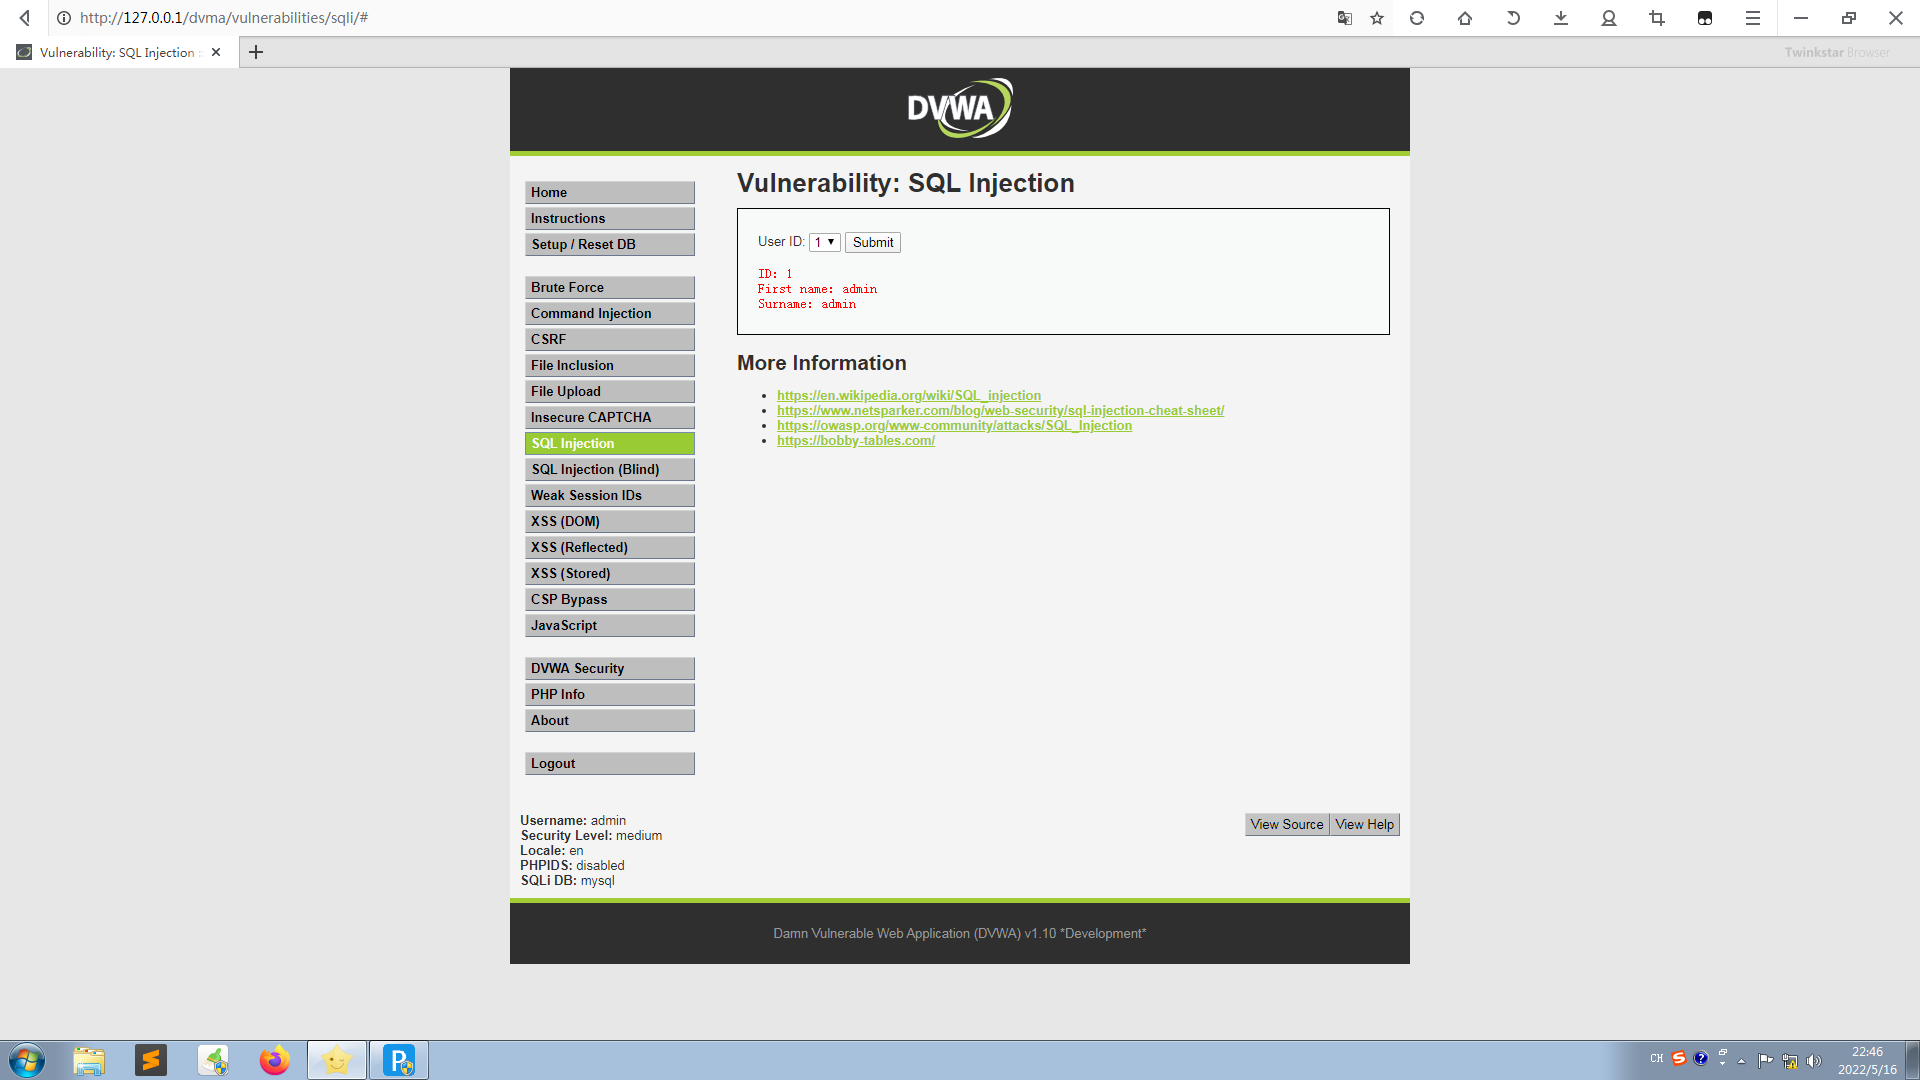 http://127.0.0.1/dvma/vulnerabilities/sqli/#
Vulnerability: SQL Injection :
Twinkstar Browser
DVWA
Home
Instructions
Setup / Reset DB
Brute Force
Command Injection
CSRF
File Inclusion
File Upload
Insecure CAPTCHA
SQL Injection
SQL Injection (Blind)
Weak Session IDs
XSS (DOM)
XSS (Reflected)
XSS (Stored)
CSP Bypass
JavaScript
DVWA Security
PHP Info
About
Logout
Vulnerability: SQL Injection
User ID: 1 Submit
ID: 1
First name: admin
Surname: admin
More Information
https://en.wikipedia.org/wiki/SQL_injection
https://www.netsparker.com/blog/web-security/sql-injection-cheat-sheet/
https://owasp.org/www-community/attacks/SQL_Injection
https://bobby-tables.com/
Username: admin
Security Level: medium
Locale: en
PHPIDS: disabled
SQLi DB: mysql
View Source View Help
Damn Vulnerable Web Application (DVWA) v1.10 *Development*
CH
22:46
2022/5/16